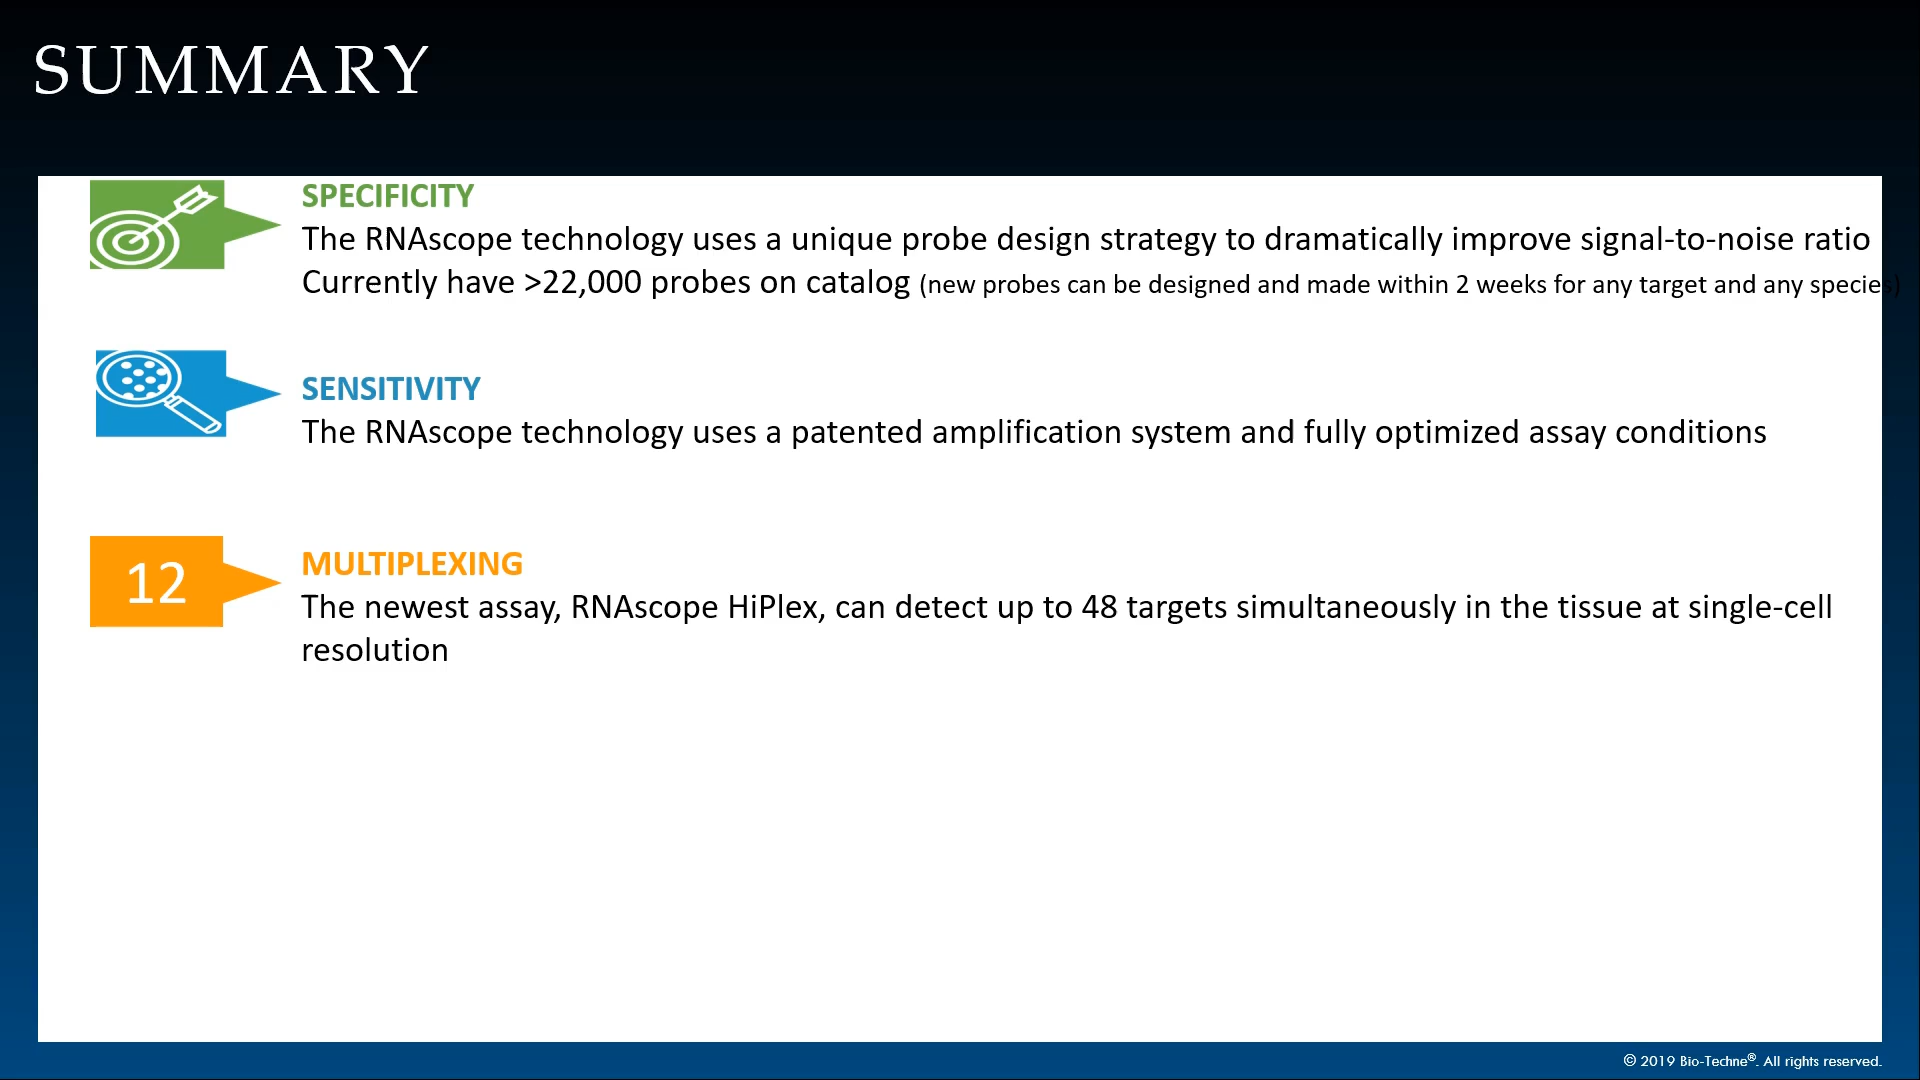 SUMMARY
SPECIFICITY
The RNAscope technology uses a unique probe design strategy to dramatically improve signal-to-noise ratio
Currently have >22,000 probes on catalog (new probes can be designed and made within 2 weeks for any target and any species)
SENSITIVITY
The RNAscope technology uses a patented amplification system and fully optimized assay conditions
12
MULTIPLEXING
The newest assay, RNAscope HiPlex, can detect up to 48 targets simultaneously in the tissue at single-cell
resolution
© 2019 Bio-Techne®. All rights reserved.